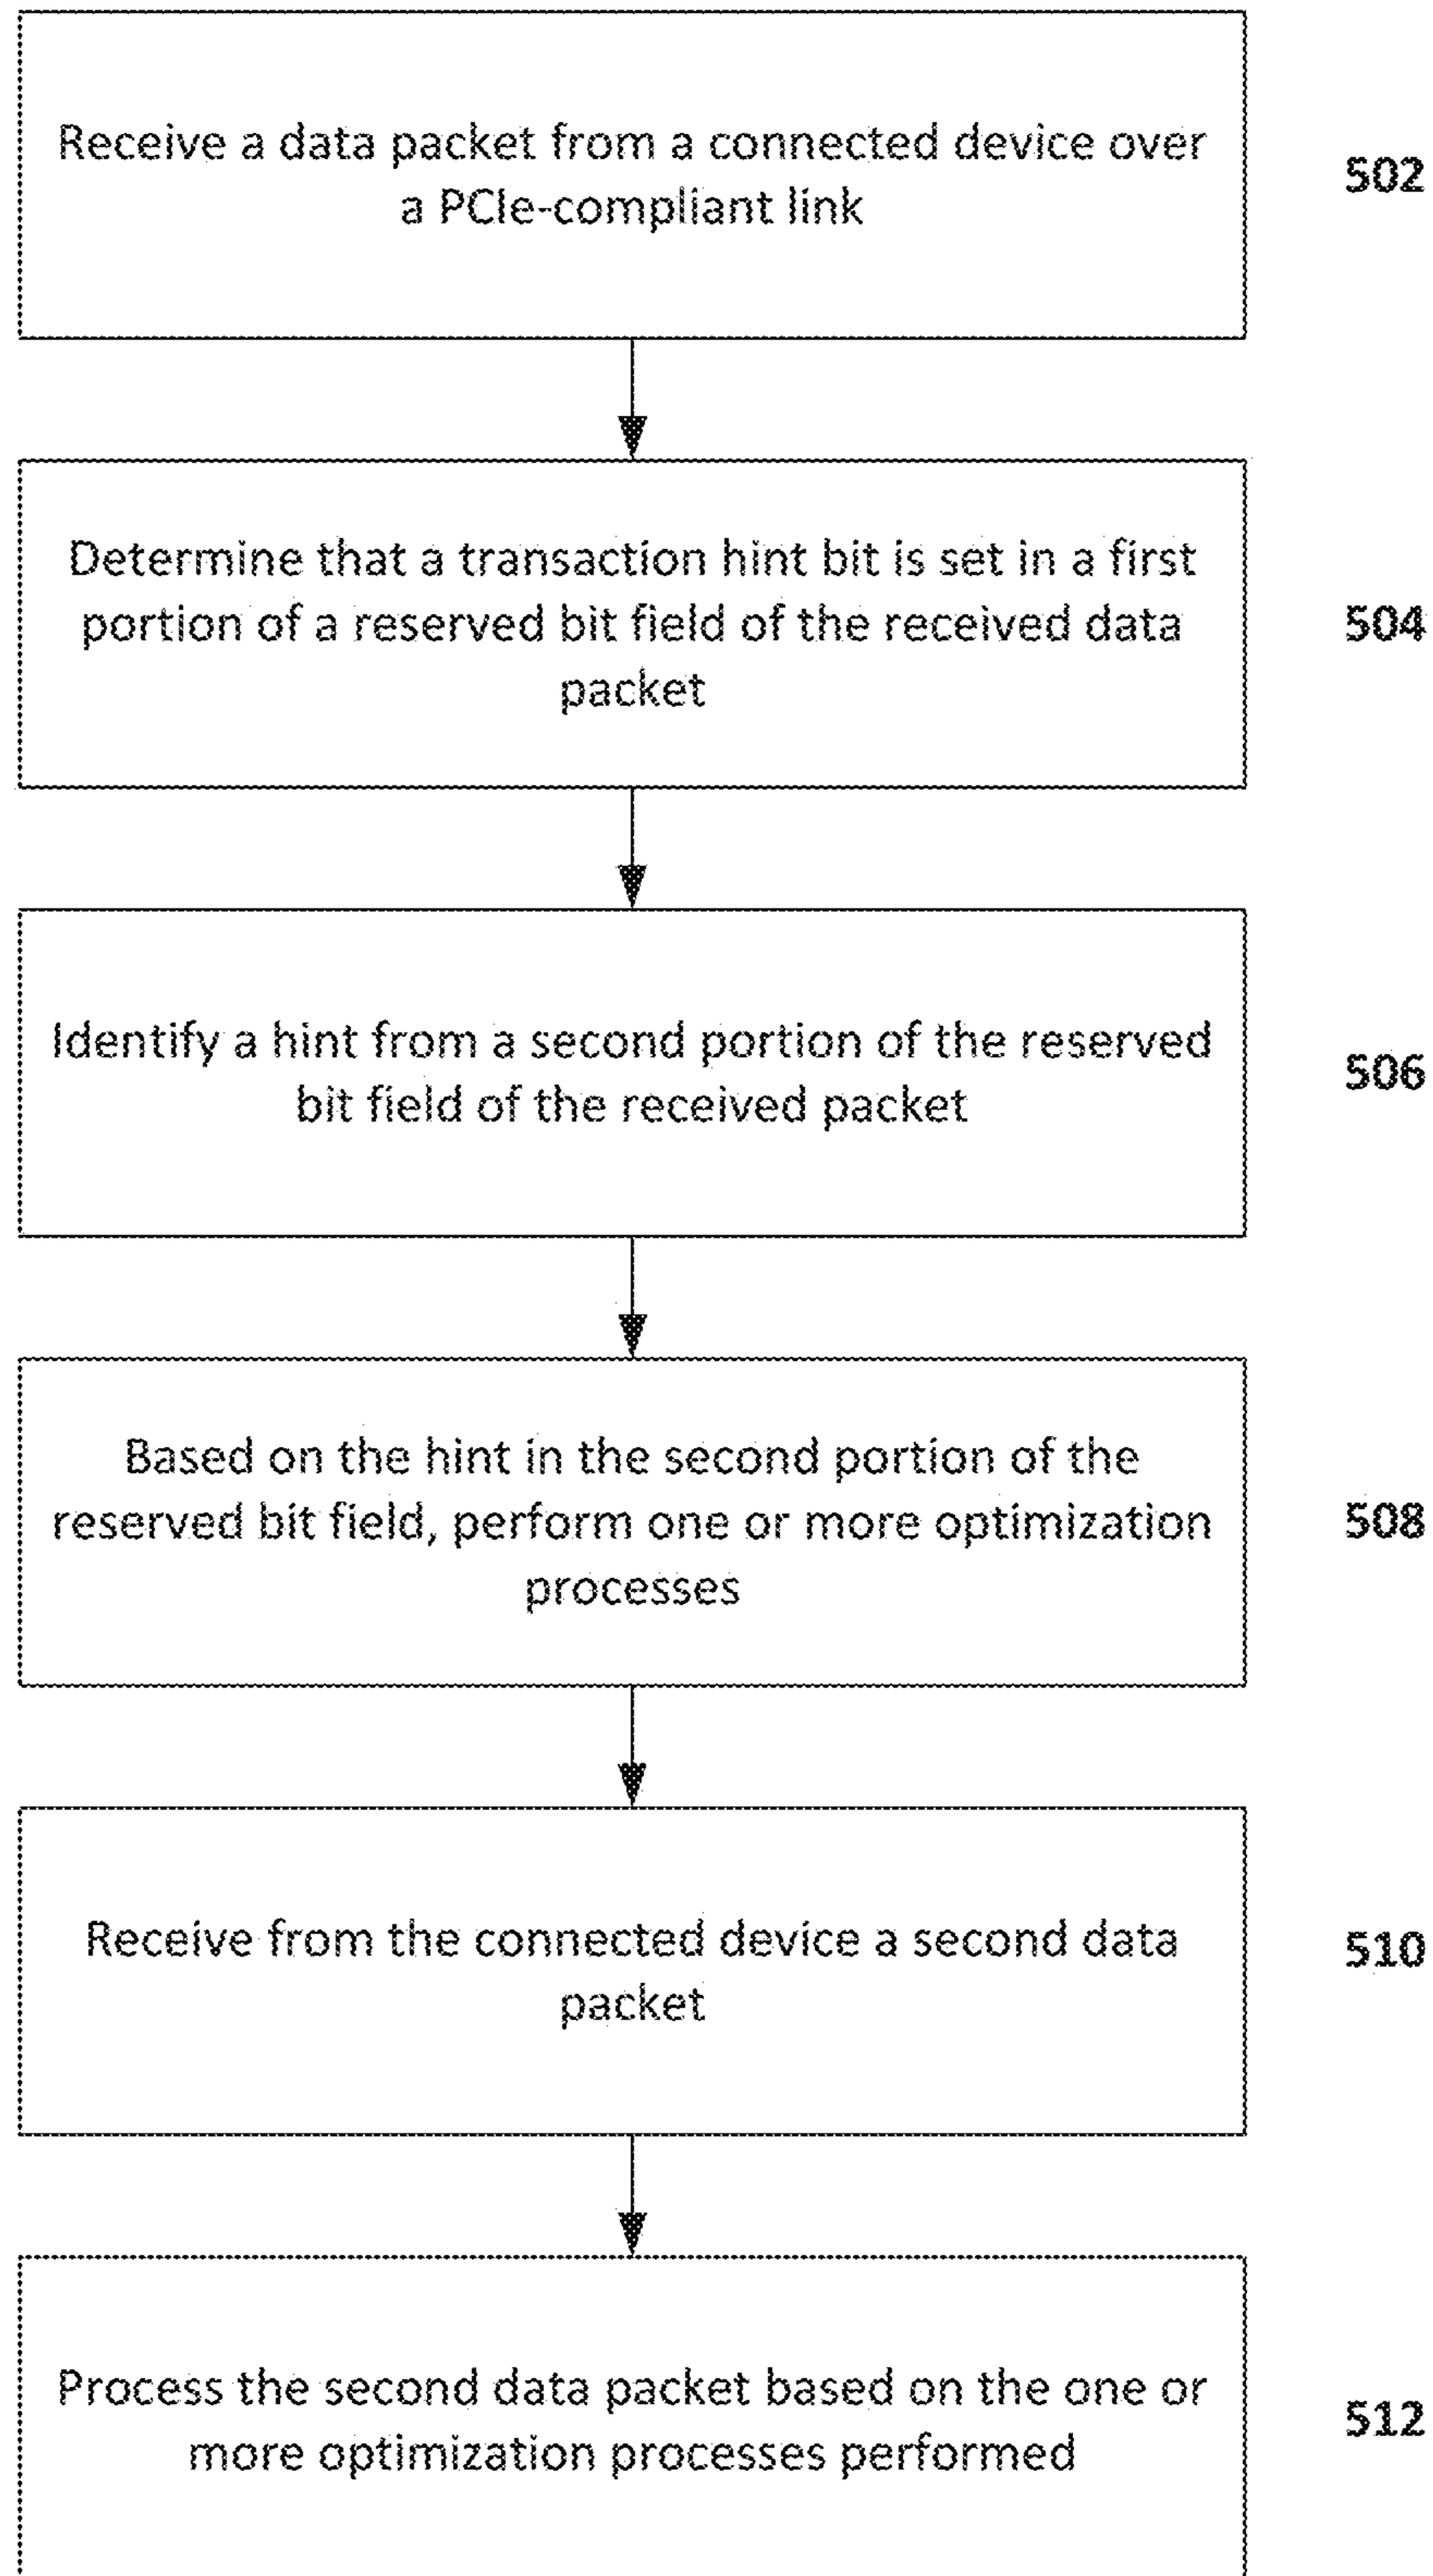 Receive a data packet from a connected device over
a PCIe-compliant link
502
Determine that a transaction hint bit is set in a first
portion of a reserved bit field of the received data
packet
504
Identify a hint from a second portion of the reserved
bit field of the received packet
506
Based on the hint in the second portion of the
reserved bit field, perform one or more optimization
processes
508
Receive from the connected device a second data
packet
510
Process the second data packet based on the one or
more optimization processes performed
512